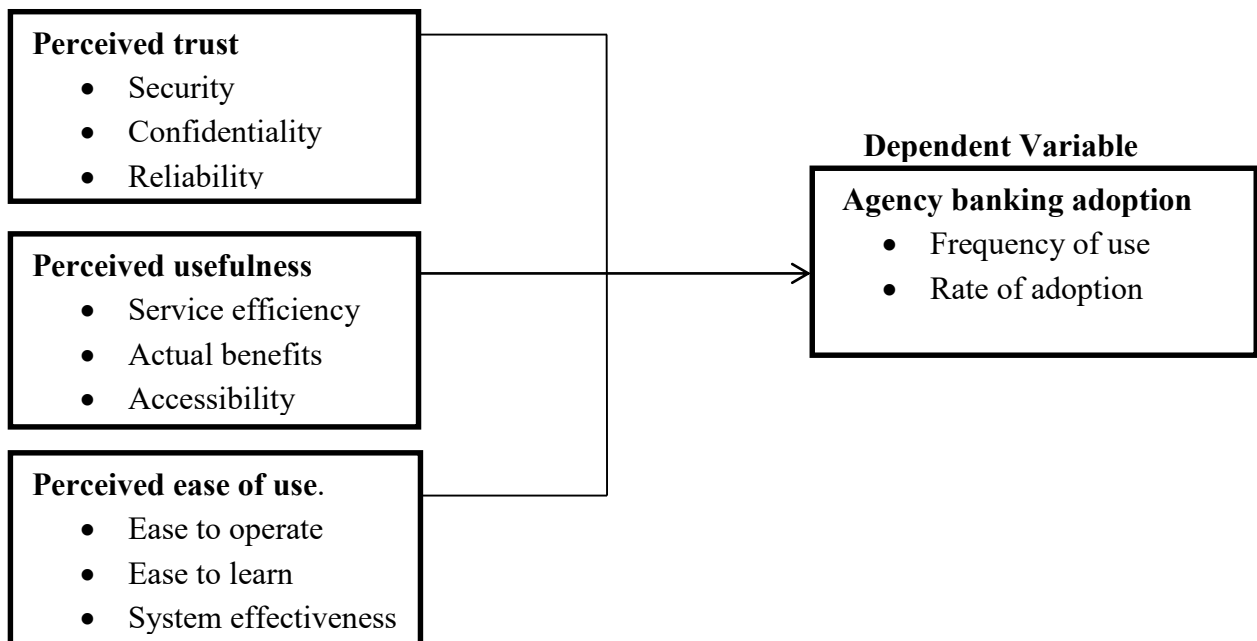 Perceived trust
• Security
• Confidentiality
• Reliability
Perceived usefulness
• Service efficiency
• Actual benefits
• Accessibility
Perceived ease of use.
• Ease to operate
• Ease to learn
• System effectiveness
Dependent Variable
Agency banking adoption
• Frequency of use
• Rate of adoption